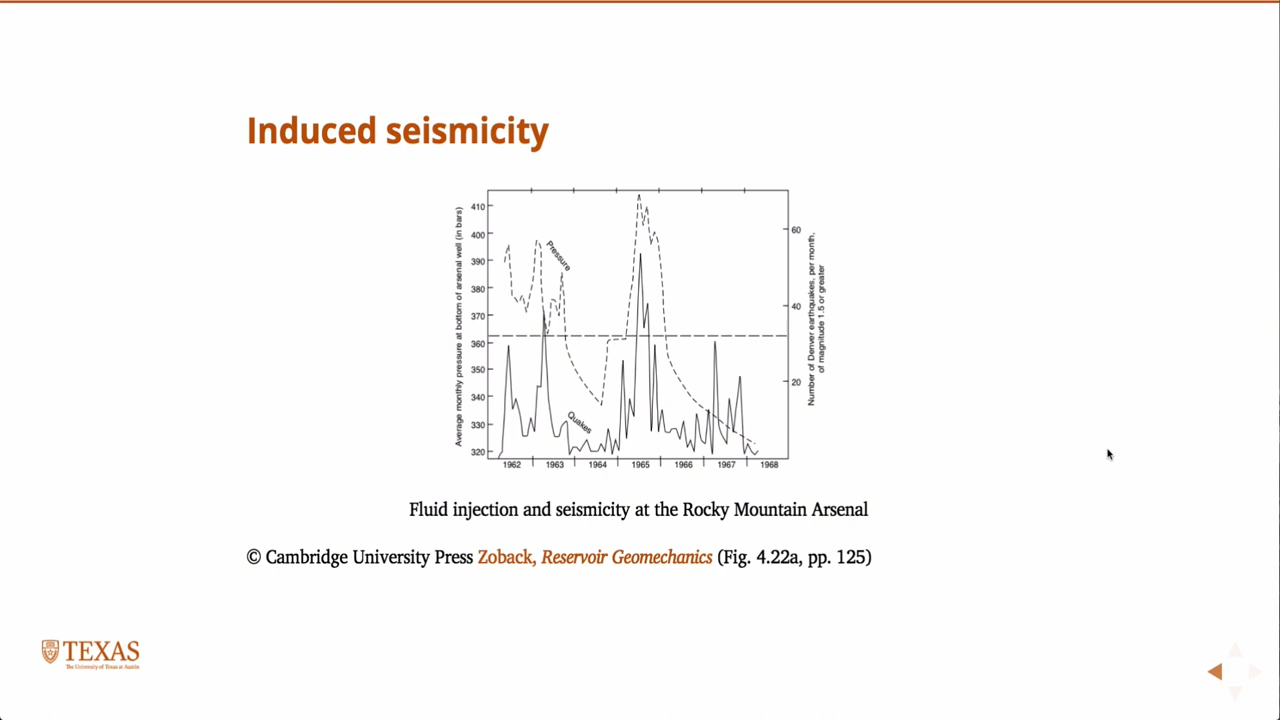 Induced seismicity
Average monthly pressure at bottom of arsenal well (in bars)
410
400
390
380
370
360
350
340
330
320
Pressure
Quakes
60
40
20
Number of Denver earthquakes, per month,
of magnitude 1.5 or greater
1962 1963 1964 1965 1966 1967 1968
Fluid injection and seismicity at the Rocky Mountain Arsenal
© Cambridge University Press Zoback, Reservoir Geomechanics (Fig. 4.22a, pp. 125)
TEXAS
The University of Texas at Austin